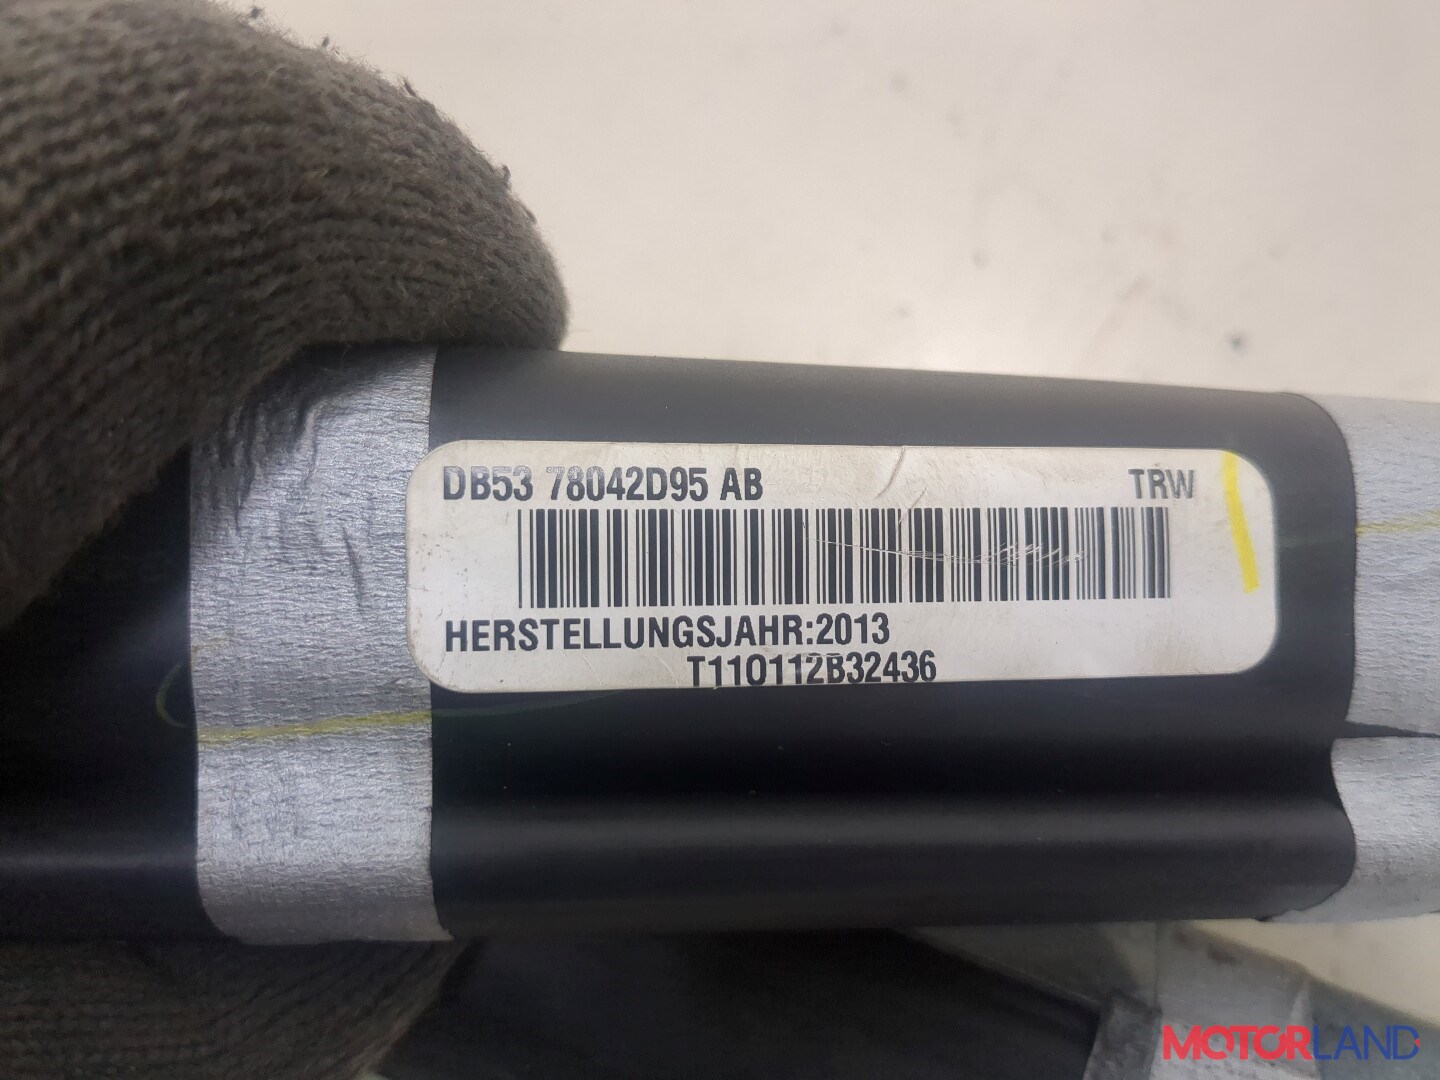 DB53 78042D95 AB TRW
HERSTELLUNGSJAHR:2013
T110112B32436
MOTORLAND